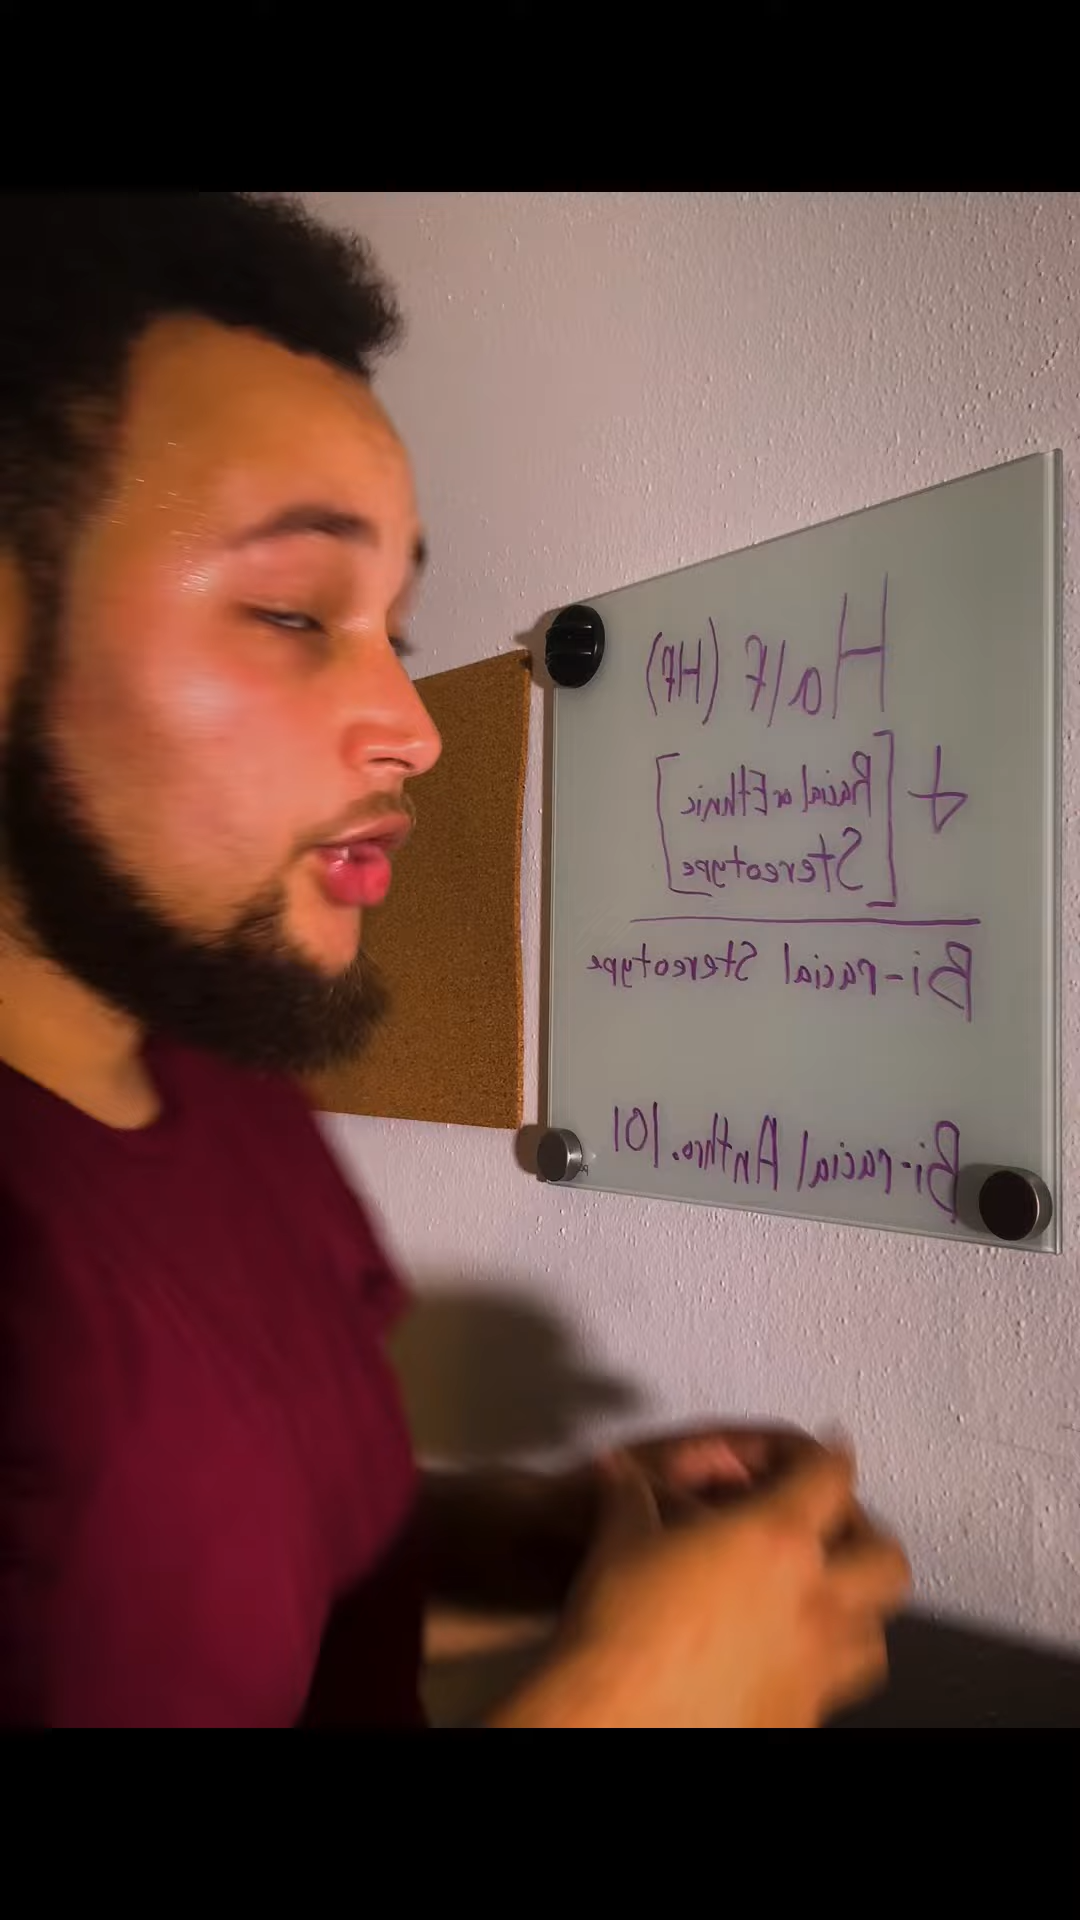 Half (HF)
+ [Racial or Ethnic
Stereotype]
Bi-racial Stereotype
Bi-racial Anthro. 101